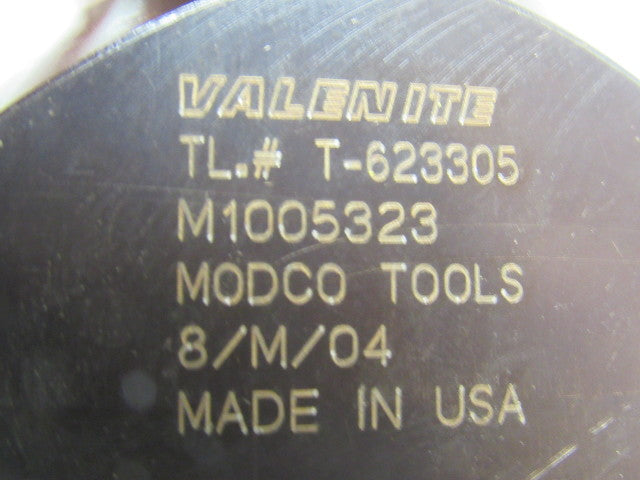 VALENITE
TL.# T-623305
M1005323
MODCO TOOLS
8/M/04
MADE IN USA